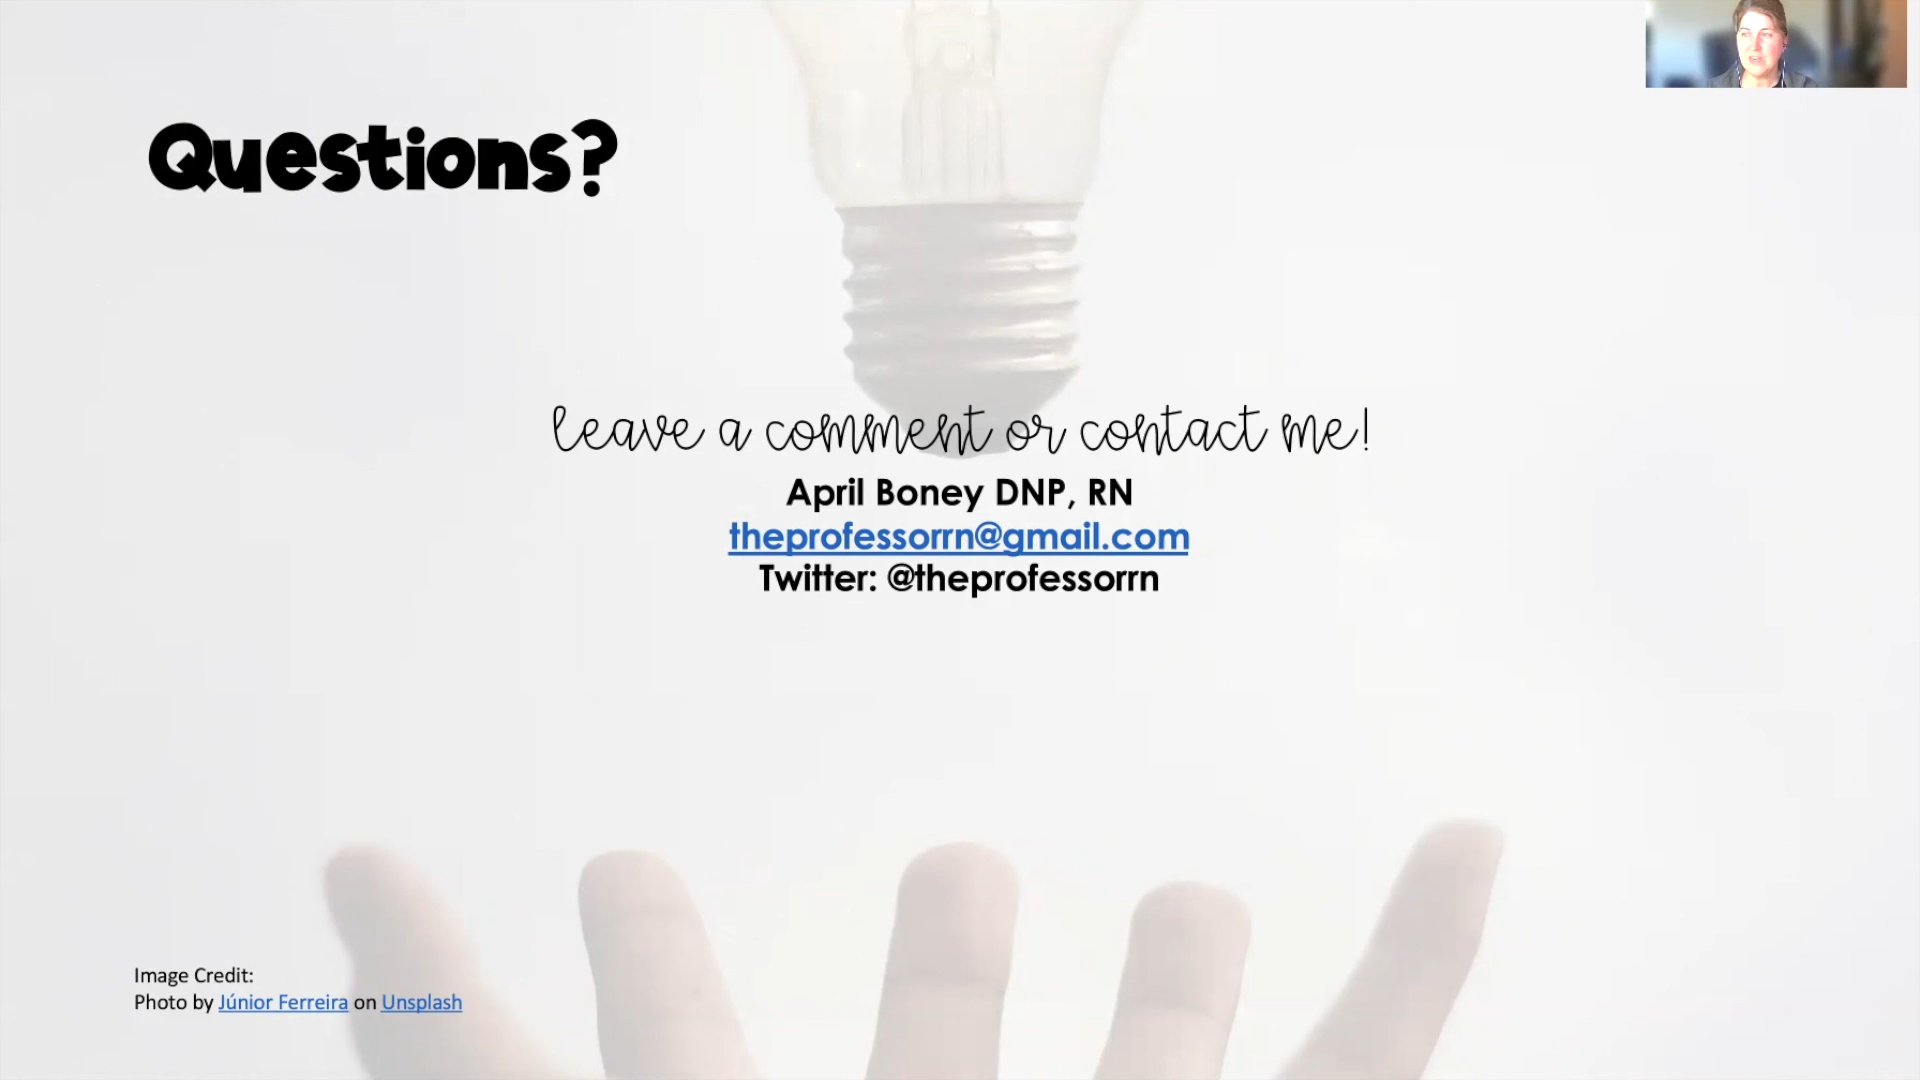 Questions?
leave a comment or contact me!
April Boney DNP, RN
theprofessorrn@gmail.com
Twitter: @theprofessorrn
Image Credit:
Photo by Júnior Ferreira on Unsplash